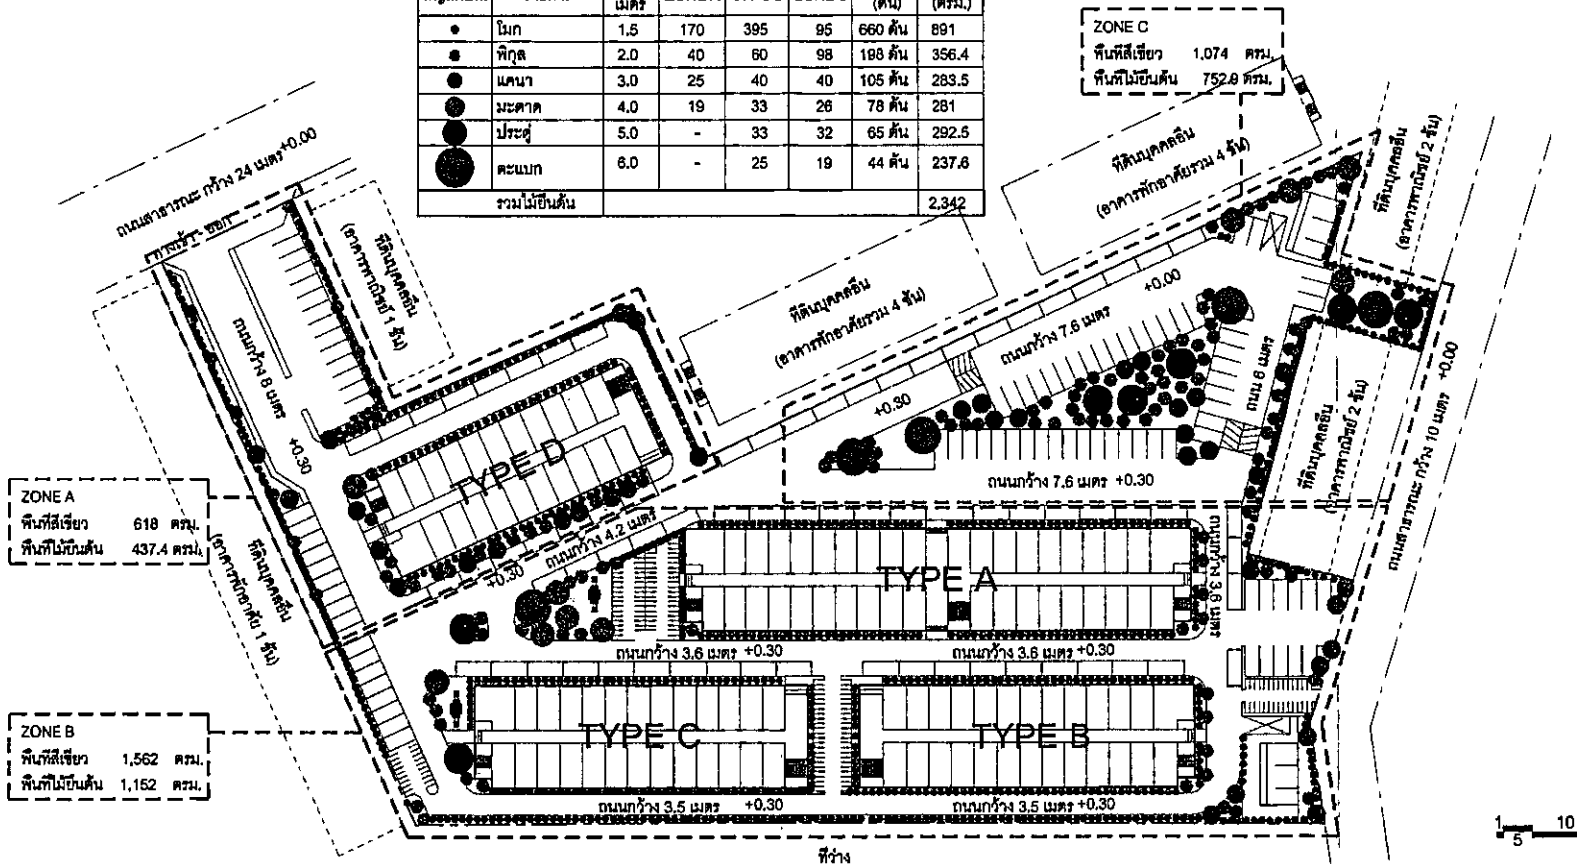 เมตร (ต้น) (ตรม.)
โมก 1.5 170 395 95 660 ต้น 891
พิกุล 2.0 40 60 98 198 ต้น 356.4
แคนา 3.0 25 40 40 105 ต้น 283.5
มะตาด 4.0 19 33 26 78 ต้น 281
ประดู่ 5.0 - 33 32 65 ต้น 292.5
ตะแบก 6.0 - 25 19 44 ต้น 237.6
รวมไม้ยืนต้น 2,342
ZONE C
พื้นที่สีเขียว 1,074 ตรม.
พื้นที่ไม้ยืนต้น 752.9 ตรม.
ถนนสาธารณะ กว้าง 24 เมตร +0.00
ทางเข้า - ออก
ที่ดินบุคคลอื่น
(อาคารพาณิชย์ 1 ชั้น)
ที่ดินบุคคลอื่น
(อาคารพักอาศัยรวม 4 ชั้น)
ที่ดินบุคคลอื่น
(อาคารพักอาศัยรวม 4 ชั้น)
ที่ดินบุคคลอื่น
(อาคารพาณิชย์ 2 ชั้น)
ถนนกว้าง 8 เมตร
+0.30
ถนนกว้าง 7.6 เมตร
+0.00
+0.30
ถนน 6 เมตร
ที่ดินบุคคลอื่น
(อาคารพาณิชย์ 2 ชั้น)
ถนนสาธารณะ กว้าง 10 เมตร +0.00
TYPE D
ถนนกว้าง 7.6 เมตร +0.30
ZONE A
พื้นที่สีเขียว 618 ตรม.
พื้นที่ไม้ยืนต้น 437.4 ตรม.
ที่ดินบุคคลอื่น
(อาคารพักอาศัย 1 ชั้น)
ถนนกว้าง 4.2 เมตร
+0.30
TYPE A
ถนนกว้าง 3.6 เมตร
ถนนกว้าง 3.6 เมตร +0.30
ถนนกว้าง 3.6 เมตร +0.30
ZONE B
พื้นที่สีเขียว 1,562 ตรม.
พื้นที่ไม้ยืนต้น 1,152 ตรม.
TYPE C
TYPE B
ถนนกว้าง 3.5 เมตร +0.30
ถนนกว้าง 3.5 เมตร +0.30
ที่ว่าง
1 5 10